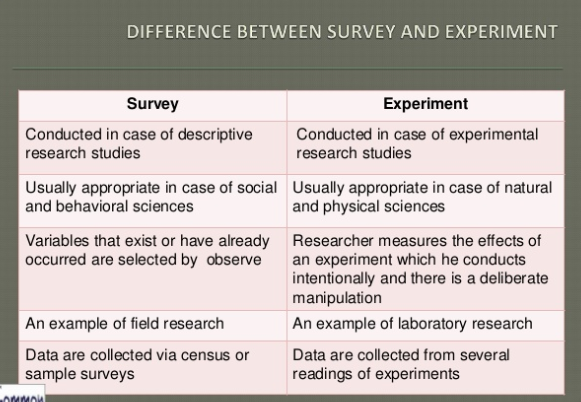 DIFFERENCE BETWEEN SURVEY AND EXPERIMENT
Survey
Experiment
Conducted in case of descriptive
research studies
Conducted in case of experimental
research studies
Usually appropriate in case of social
and behavioral sciences
Usually appropriate in case of natural
and physical sciences
Variables that exist or have already
occurred are selected by observe
Researcher measures the effects of
an experiment which he conducts
intentionally and there is a deliberate
manipulation
An example of field research
An example of laboratory research
Data are collected via census or
sample surveys
Data are collected from several
readings of experiments